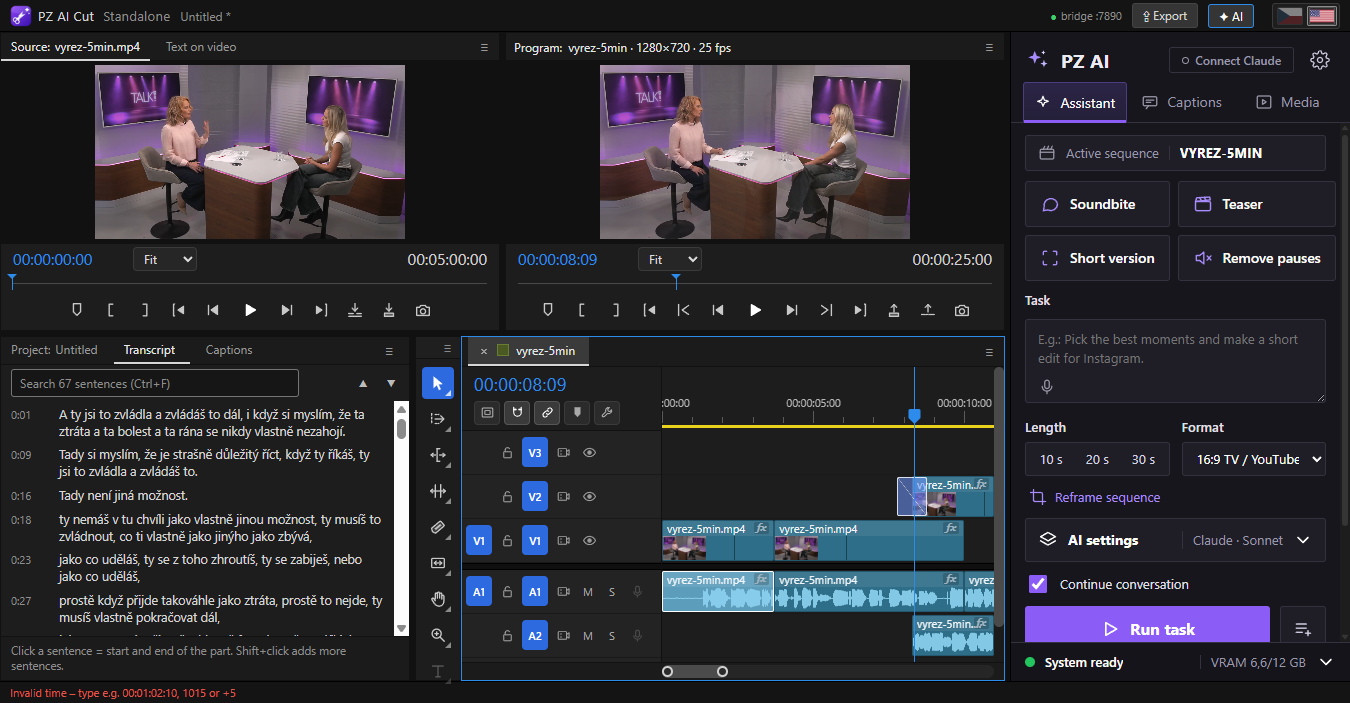 PZ AI Cut Standalone Untitled *
bridge :7890 Export AI
Source: vyrez-5min.mp4 Text on video
Program: vyrez-5min · 1280×720 · 25 fps
TALK!
TALK!
00:00:00:00 Fit 00:05:00:00
00:00:08:09 Fit 00:00:25:00
Project: Untitled Transcript Captions
Search 67 sentences (Ctrl+F)
0:01 A ty jsi to zvládla a zvládáš to dál, i když si myslím, že ta
ztráta a ta bolest a ta rána se nikdy vlastně nezahojí.
0:09 Tady si myslím, že je strašně důležitý říct, když ty říkáš, ty
jsi to zvládla a zvládáš to.
0:16 Tady není jiná možnost.
0:18 ty nemáš v tu chvíli jako vlastně jinou možnost, ty musíš to
zvládnout, co ti vlastně jako jinýho jako zbývá,
0:23 jako co uděláš, ty se z toho zhroutíš, ty se zabiješ, nebo
jako co uděláš,
0:27 prostě když přijde takováhle jako ztráta, prostě to nejde, ty
musíš vlastně pokračovat dál,
Click a sentence = start and end of the part. Shift+click adds more
sentences.
vyrez-5min
00:00:08:09
:00:00 00:00:05:00 00:00:10:00
V3
V2
vyrez-5min.. fx
V1 V1
vyrez-5min.mp4 fx vyrez-5min.mp4 fx
A1 A1 M S
vyrez-5min.mp4 fx vyrez-5min.mp4 fx vyrez
A2 M S
vyrez-5min.. fx
PZ AI Connect Claude
Assistant Captions Media
Active sequence VYREZ-5MIN
Soundbite Teaser
Short version Remove pauses
Task
E.g.: Pick the best moments and make a short
edit for Instagram.
Length Format
10 s 20 s 30 s 16:9 TV / YouTube
Reframe sequence
AI settings Claude · Sonnet
Continue conversation
Run task
System ready VRAM 6,6/12 GB
Invalid time – type e.g. 00:01:02:10, 1015 or +5